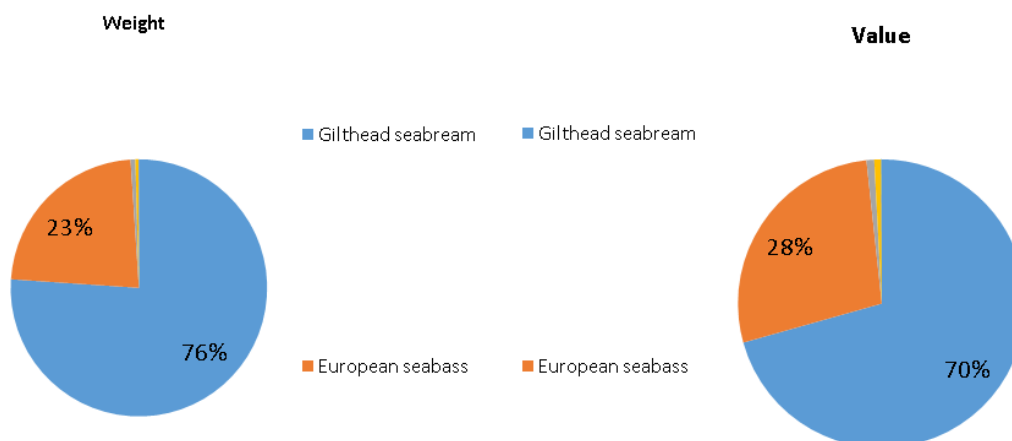 Weight
Value
Gilthead seabream
Gilthead seabream
23%
28%
76%
European seabass
European seabass
70%